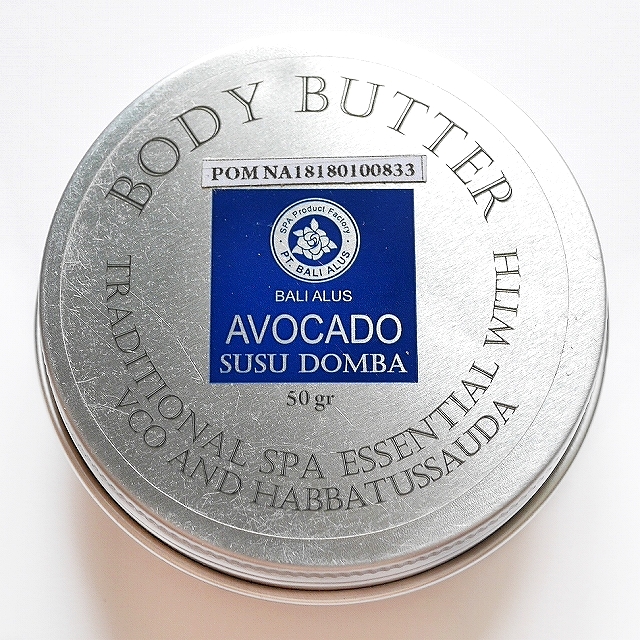 BODY BUTTER
POM NA18180100833
SPA Product Factory
PT. BALI ALUS
BALI ALUS
AVOCADO
SUSU DOMBA
50 gr
TRADITIONAL SPA ESSENTIAL WITH
VCO AND HABBATUSSAUDA